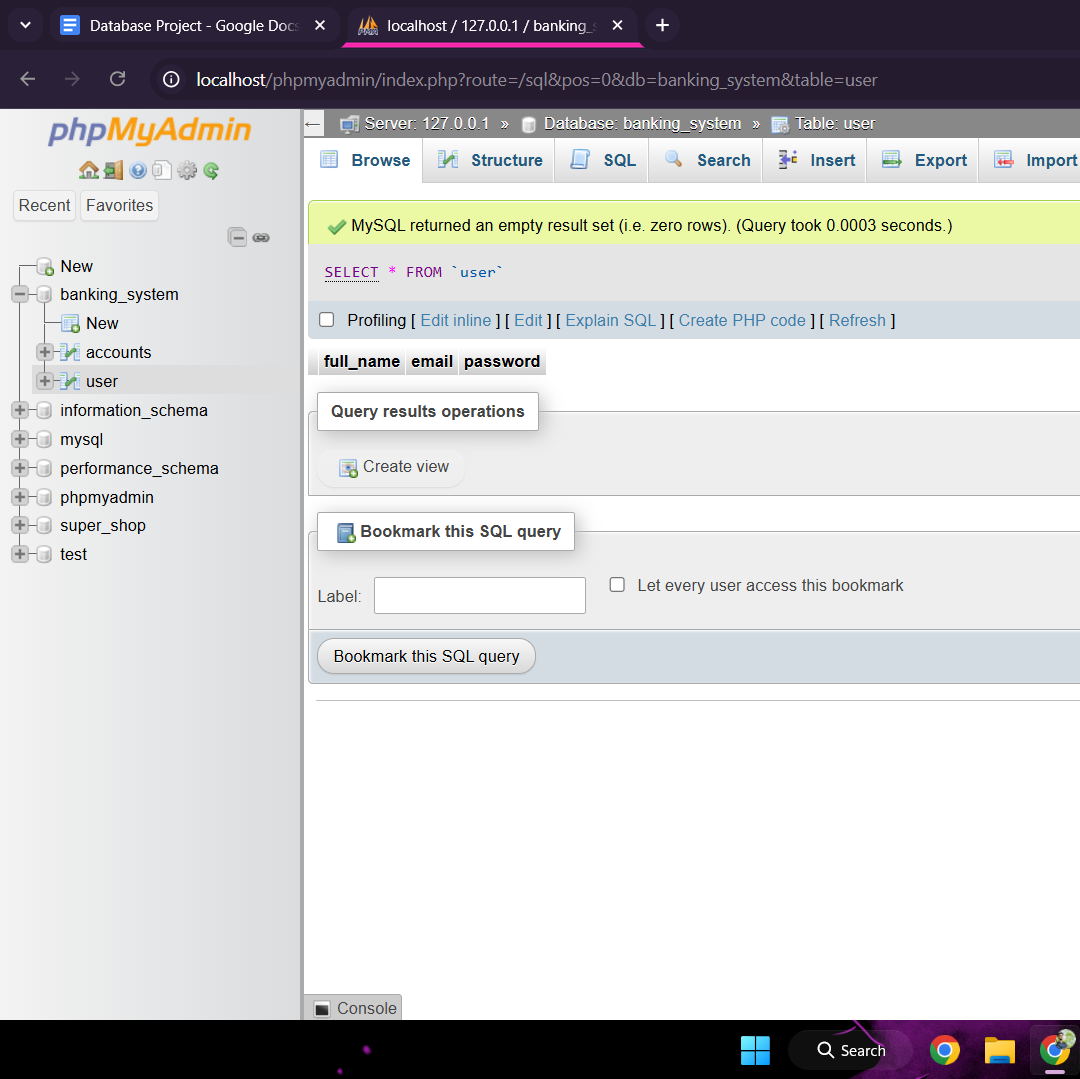 Database Project - Google Docs
localhost / 127.0.0.1 / banking_s
localhost/phpmyadmin/index.php?route=/sql&pos=0&db=banking_system&table=user
phpMyAdmin
Recent
Favorites
New
banking_system
New
accounts
user
information_schema
mysql
performance_schema
phpmyadmin
super_shop
test
Server: 127.0.0.1 » Database: banking_system » Table: user
Browse
Structure
SQL
Search
Insert
Export
Import
MySQL returned an empty result set (i.e. zero rows). (Query took 0.0003 seconds.)
SELECT * FROM `user`
Profiling [ Edit inline ] [ Edit ] [ Explain SQL ] [ Create PHP code ] [ Refresh ]
full_name email password
Query results operations
Create view
Bookmark this SQL query
Label:
Let every user access this bookmark
Bookmark this SQL query
Console
Search